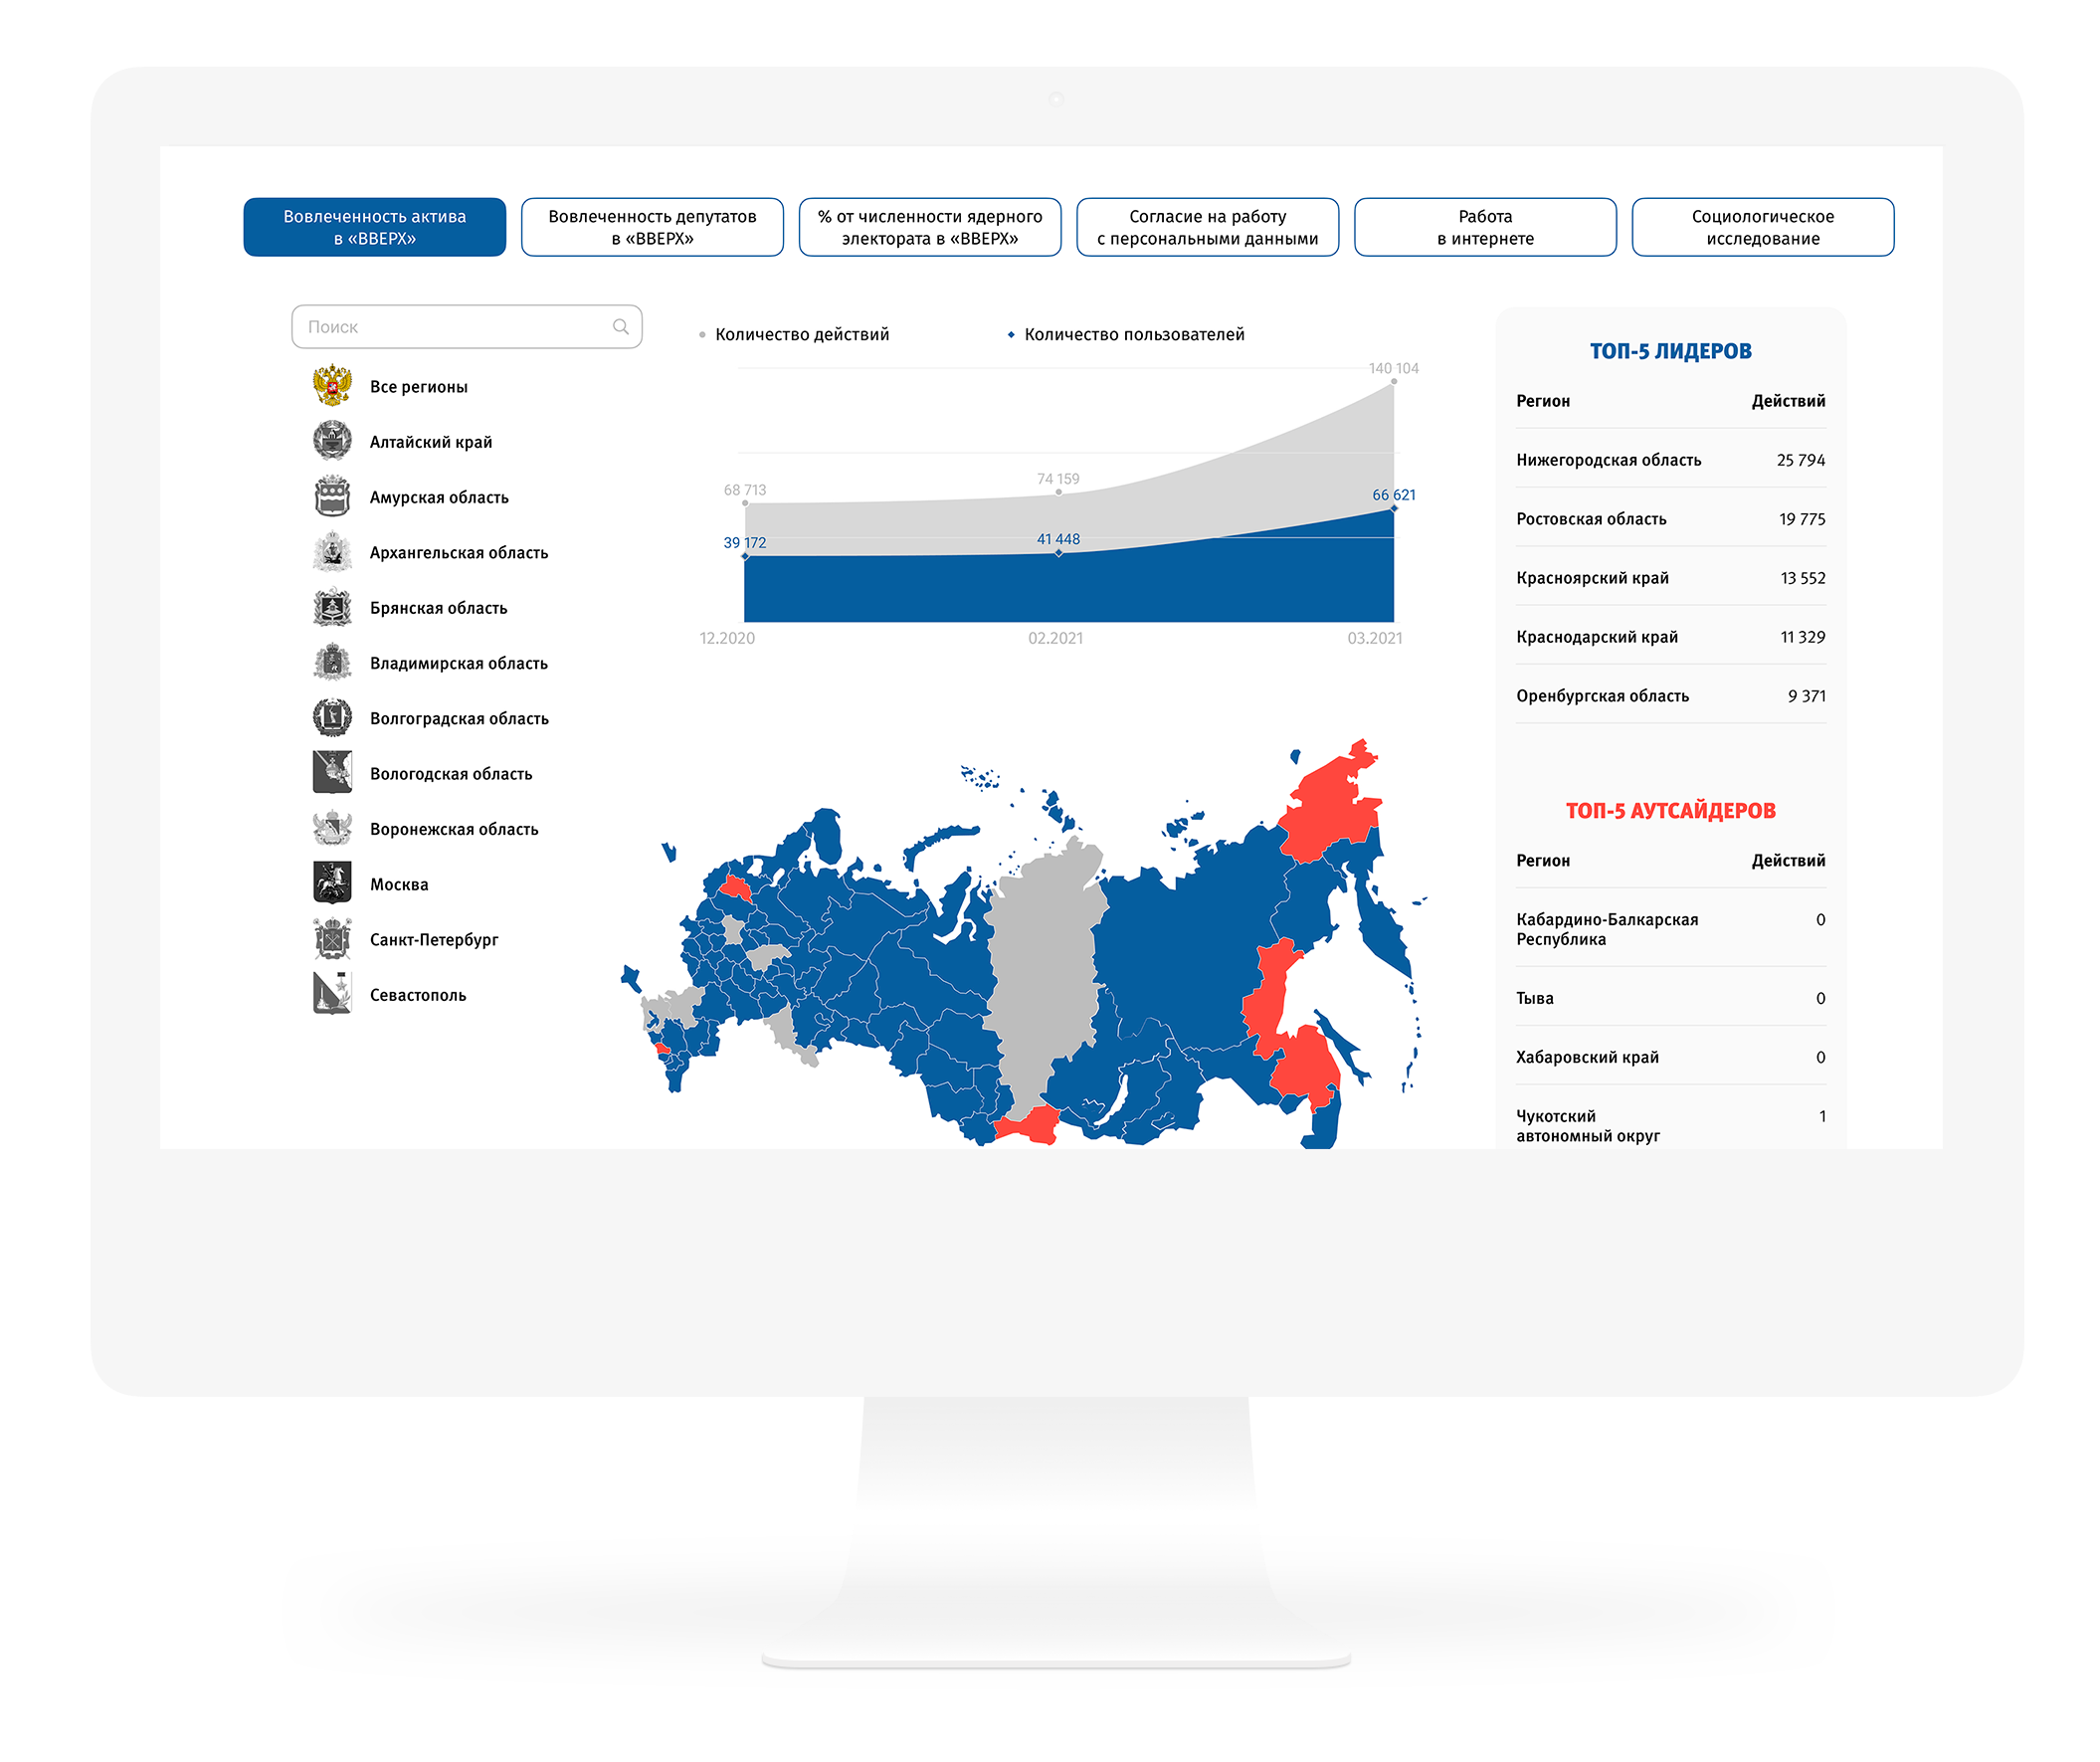 Вовлеченность актива
в «ВВЕРХ»
Вовлеченность депутатов
в «ВВЕРХ»
% от численности ядерного
электората в «ВВЕРХ»
Согласие на работу
с персональными данными
Работа
в интернете
Социологическое
исследование
Поиск
Все регионы
Алтайский край
Амурская область
Архангельская область
Брянская область
Владимирская область
Волгоградская область
Вологодская область
Воронежская область
Москва
Санкт-Петербург
Севастополь
Количество действий
Количество пользователей
140 104
74 159
68 713
66 621
41 448
39 172
12.2020
02.2021
03.2021
ТОП-5 ЛИДЕРОВ
Регион Действий
Нижегородская область 25 794
Ростовская область 19 775
Красноярский край 13 552
Краснодарский край 11 329
Оренбургская область 9 371
ТОП-5 АУТСАЙДЕРОВ
Регион Действий
Кабардино-Балкарская 0
Республика
Тыва 0
Хабаровский край 0
Чукотский 1
автономный округ